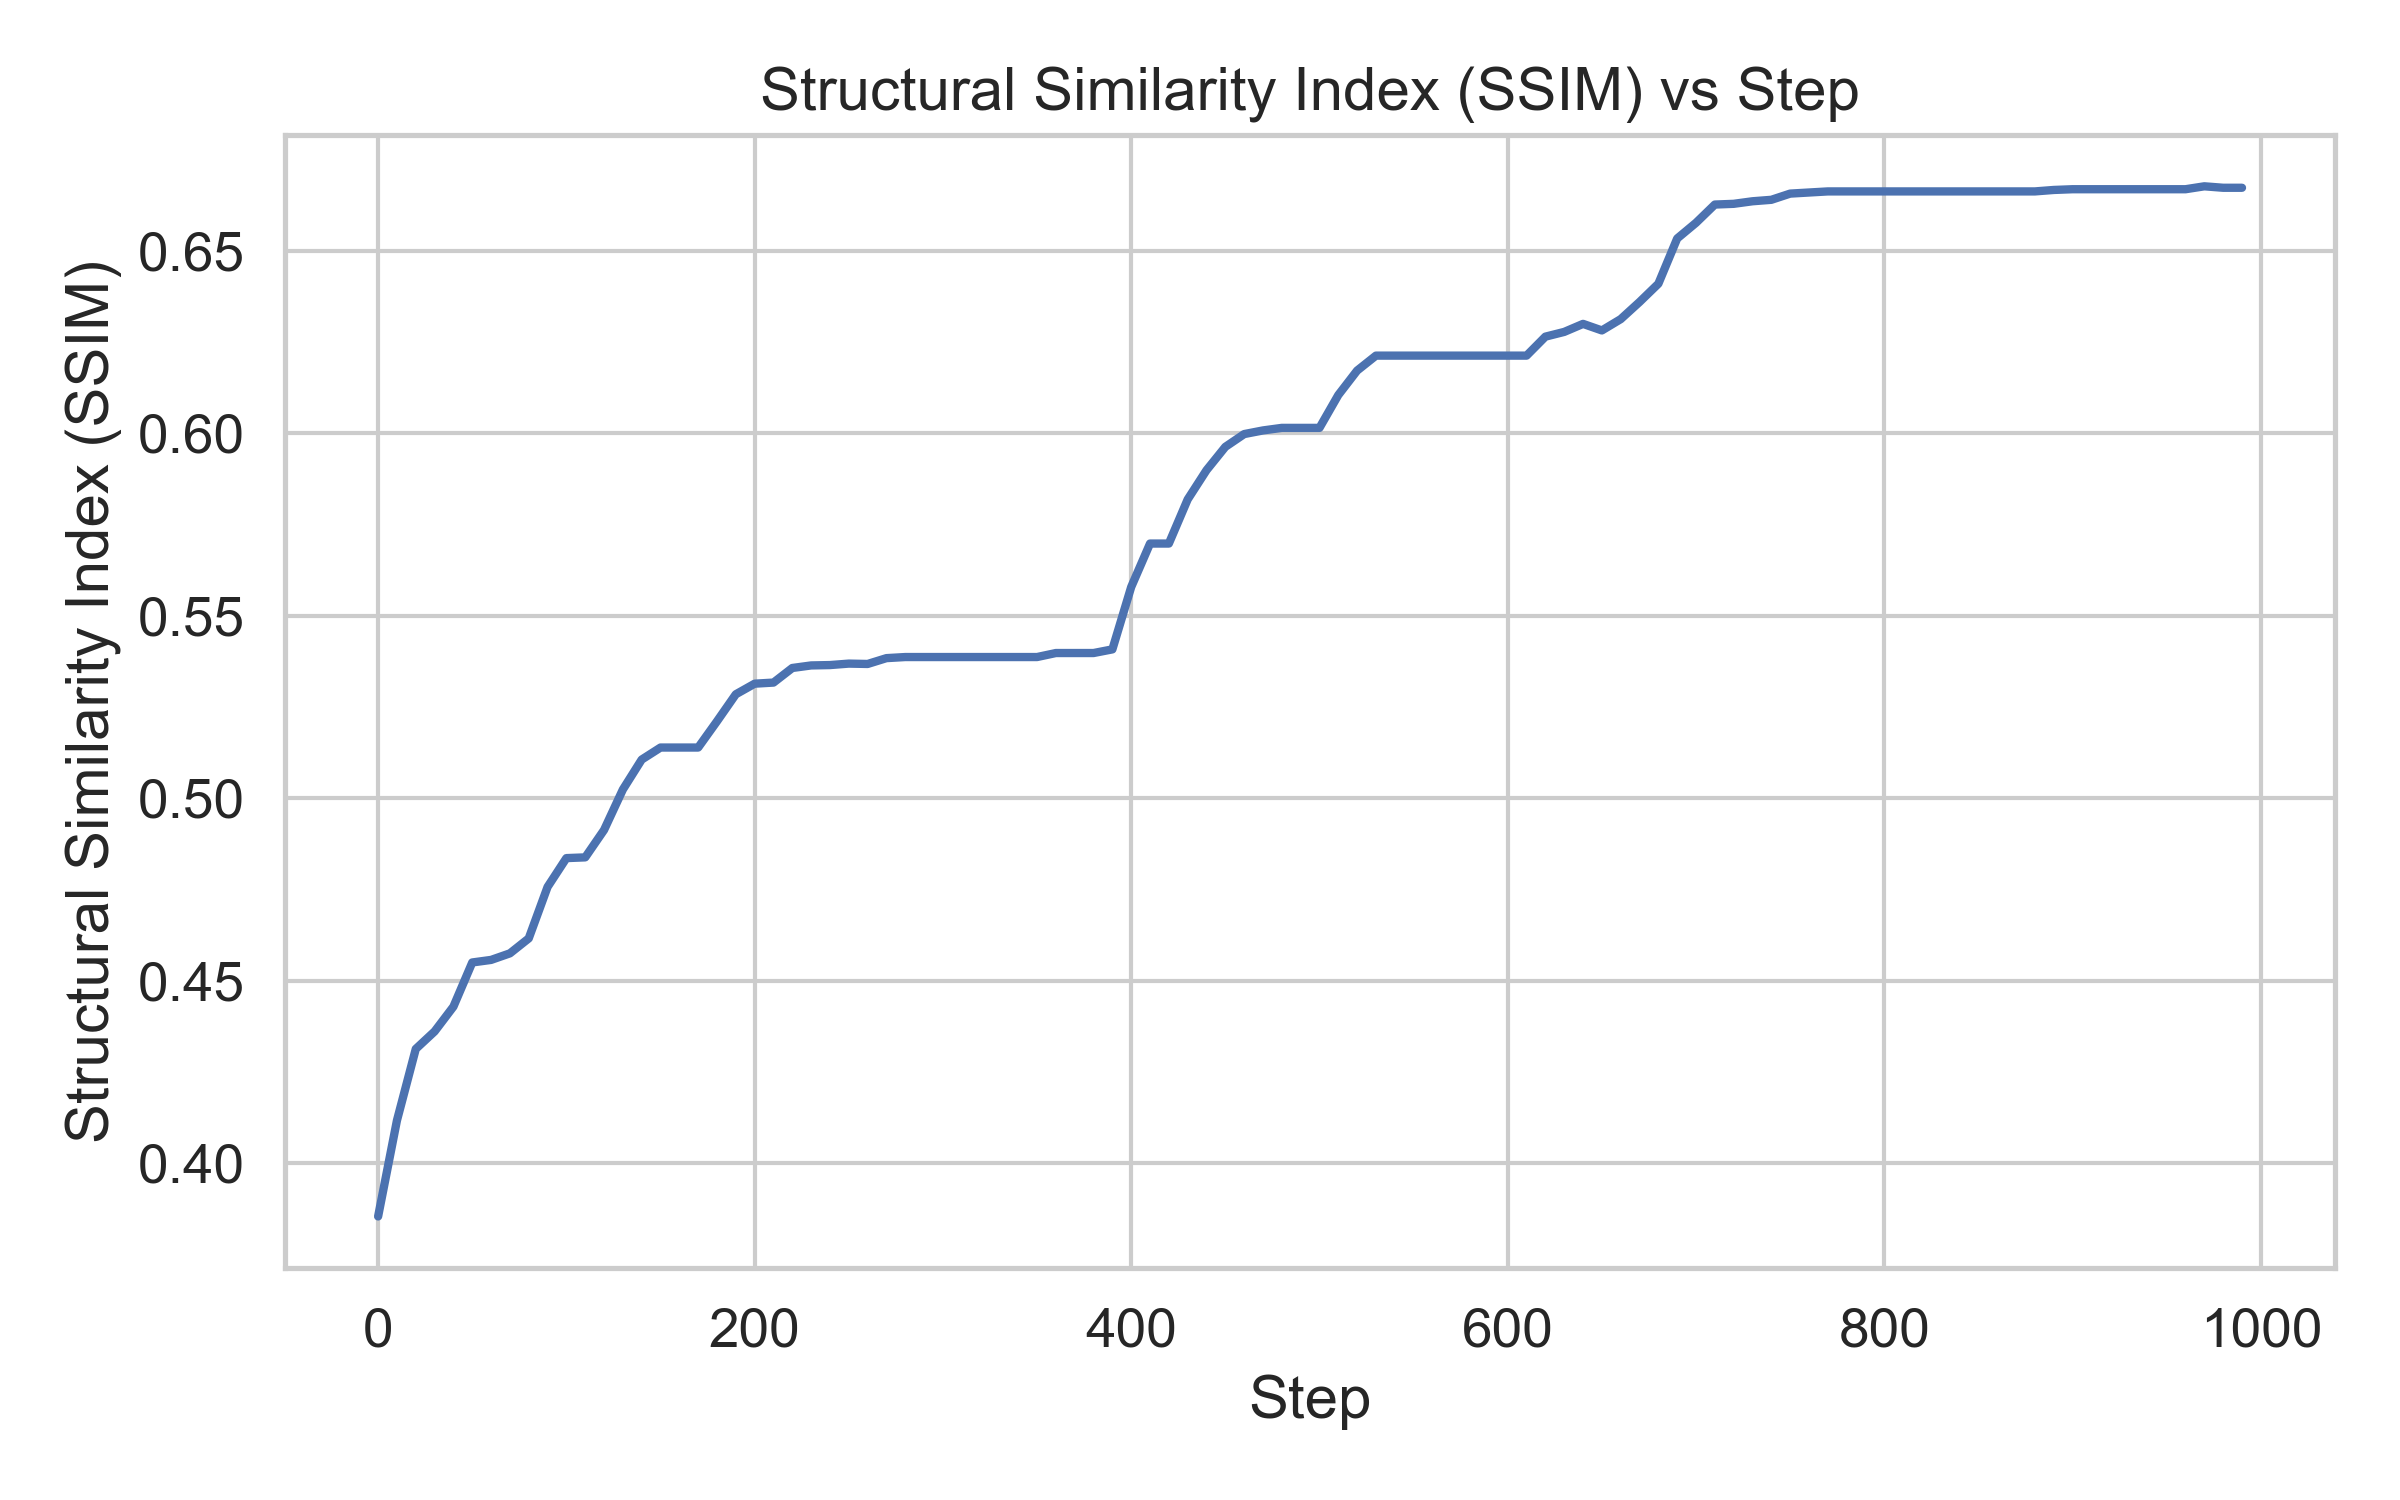 Structural Similarity Index (SSIM) vs Step
Structural Similarity Index (SSIM)
0.65
0.60
0.55
0.50
0.45
0.40
0 200 400 600 800 1000
Step